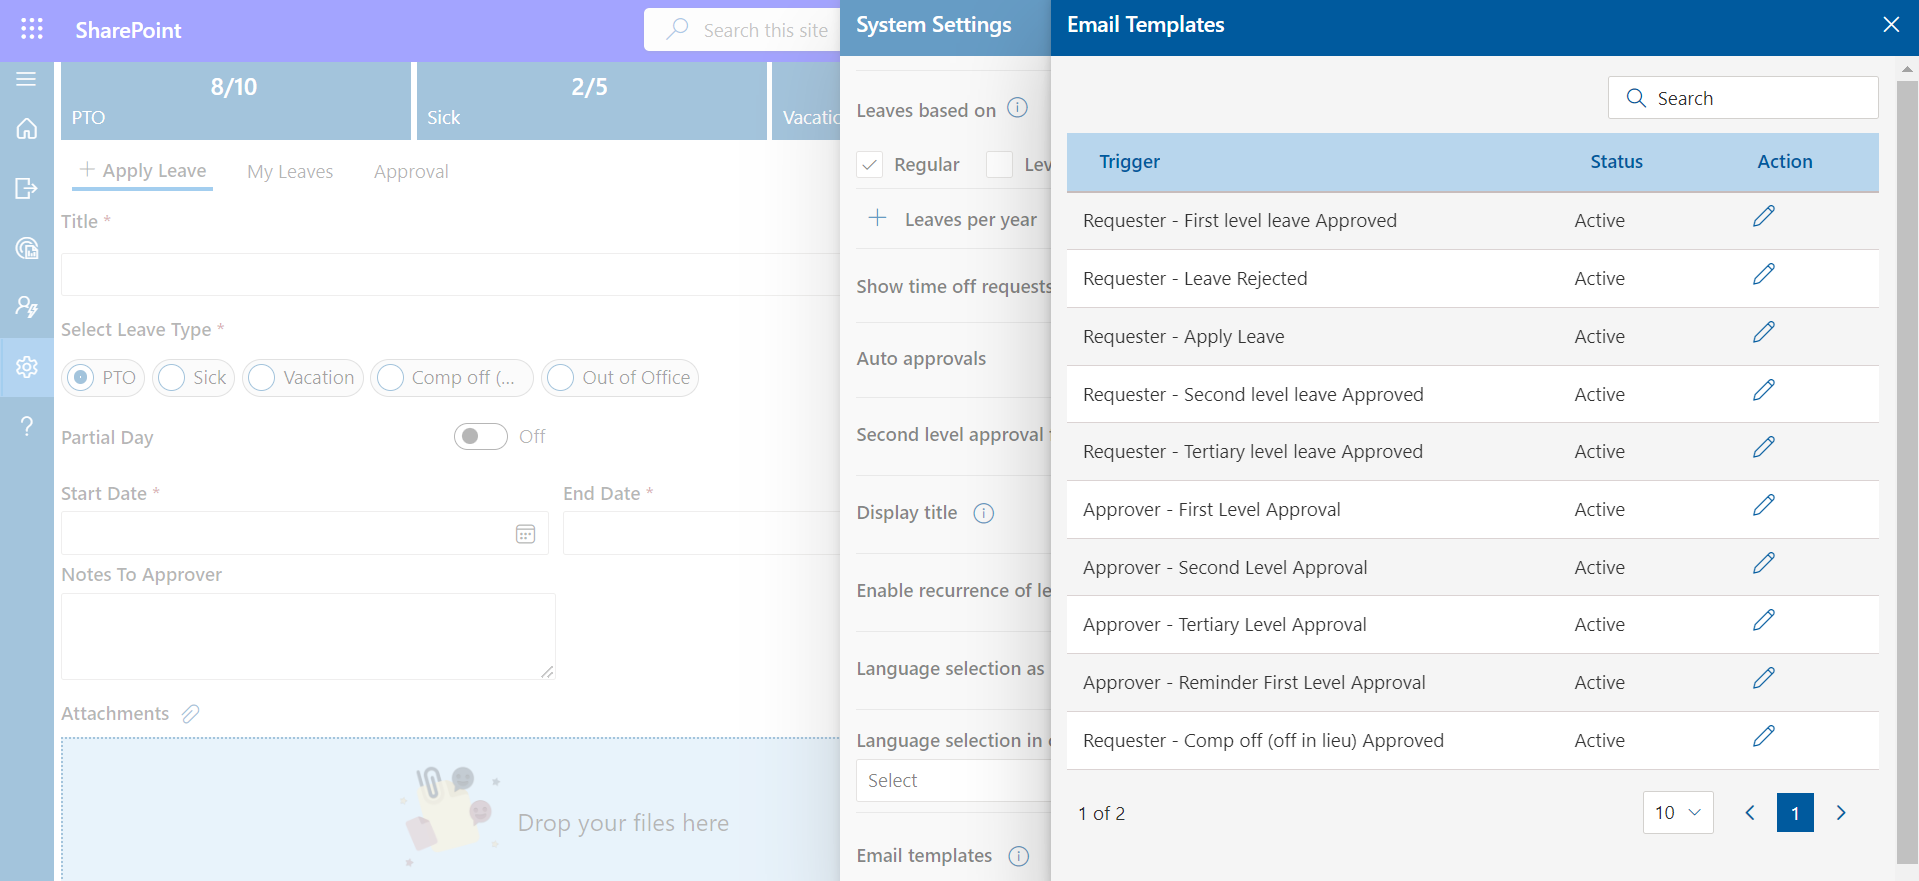 SharePoint
Search this site
8/10
PTO
2/5
Sick
Vacatic
Apply Leave
My Leaves
Approval
Title *
Select Leave Type *
PTO
Sick
Vacation
Comp off (...
Out of Office
Partial Day
Off
Start Date *
End Date *
Notes To Approver
Attachments
Drop your files here
System Settings
Leaves based on
Regular
Lev
Leaves per year
Show time off requests
Auto approvals
Second level approval
Display title
Enable recurrence of le
Language selection as
Language selection in
Select
Email templates
Email Templates
Search
Trigger Status Action
Requester - First level leave Approved Active
Requester - Leave Rejected Active
Requester - Apply Leave Active
Requester - Second level leave Approved Active
Requester - Tertiary level leave Approved Active
Approver - First Level Approval Active
Approver - Second Level Approval Active
Approver - Tertiary Level Approval Active
Approver - Reminder First Level Approval Active
Requester - Comp off (off in lieu) Approved Active
1 of 2
10
1